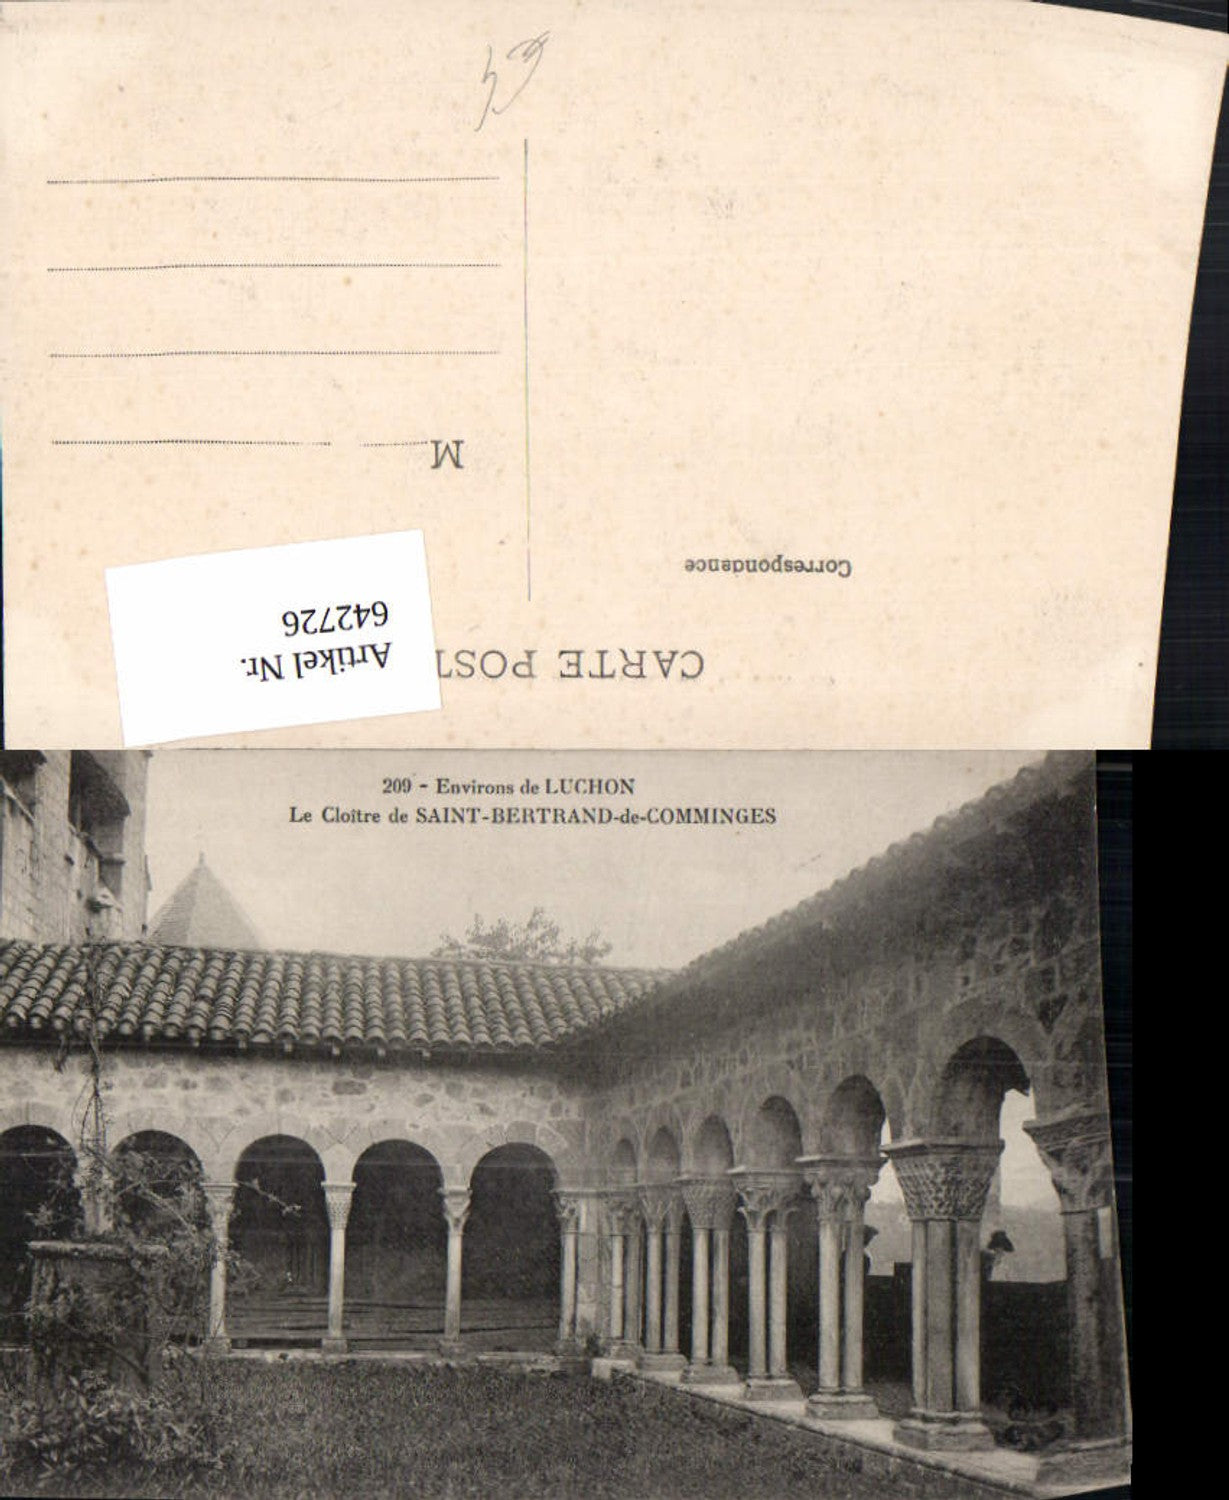 CARTE POST
Correspondance
M
Artikel Nr.
642726
209 - Environs de LUCHON
Le Cloître de SAINT-BERTRAND-de-COMMINGES